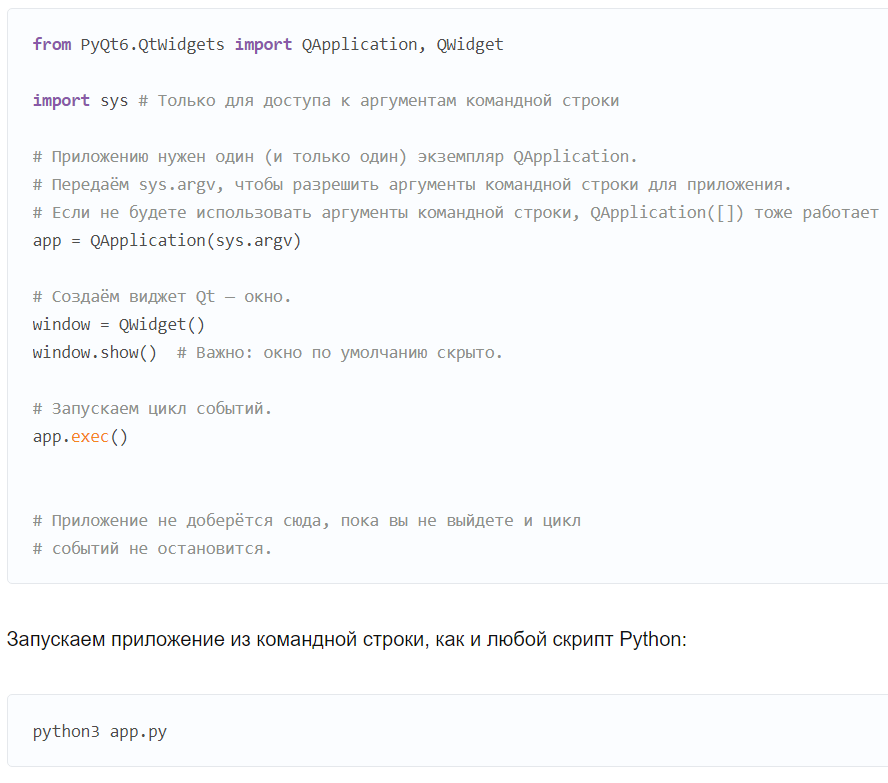 from PyQt6.QtWidgets import QApplication, QWidget
import sys # Только для доступа к аргументам командной строки
# Приложению нужен один (и только один) экземпляр QApplication.
# Передаём sys.argv, чтобы разрешить аргументы командной строки для приложения.
# Если не будете использовать аргументы командной строки, QApplication([]) тоже работает
app = QApplication(sys.argv)
# Создаём виджет Qt — окно.
window = QWidget()
window.show()  # Важно: окно по умолчанию скрыто.
# Запускаем цикл событий.
app.exec()
# Приложение не доберётся сюда, пока вы не выйдете и цикл
# событий не остановится.
Запускаем приложение из командной строки, как и любой скрипт Python:
python3 app.py